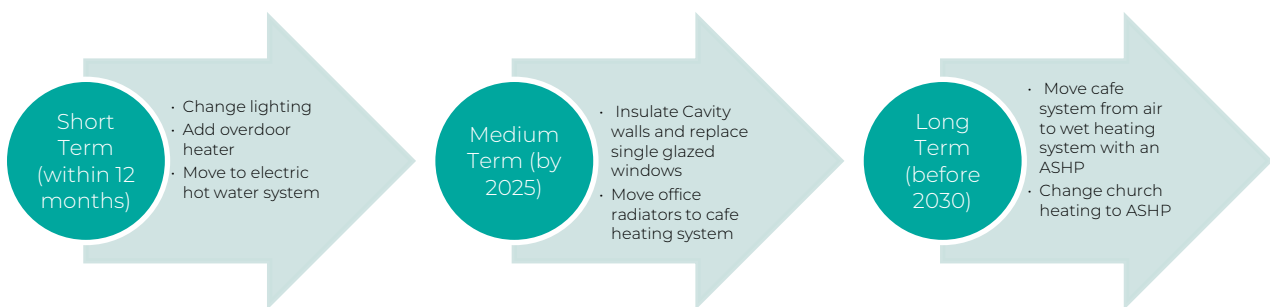 Short
Term
(within 12
months)
• Change lighting
• Add overdoor
heater
• Move to electric
hot water system
Medium
Term (by
2025)
• Insulate Cavity
walls and replace
single glazed
windows
• Move office
radiators to cafe
heating system
Long
Term
(before
2030)
• Move cafe
system from air
to wet heating
system with an
ASHP
• Change church
heating to ASHP